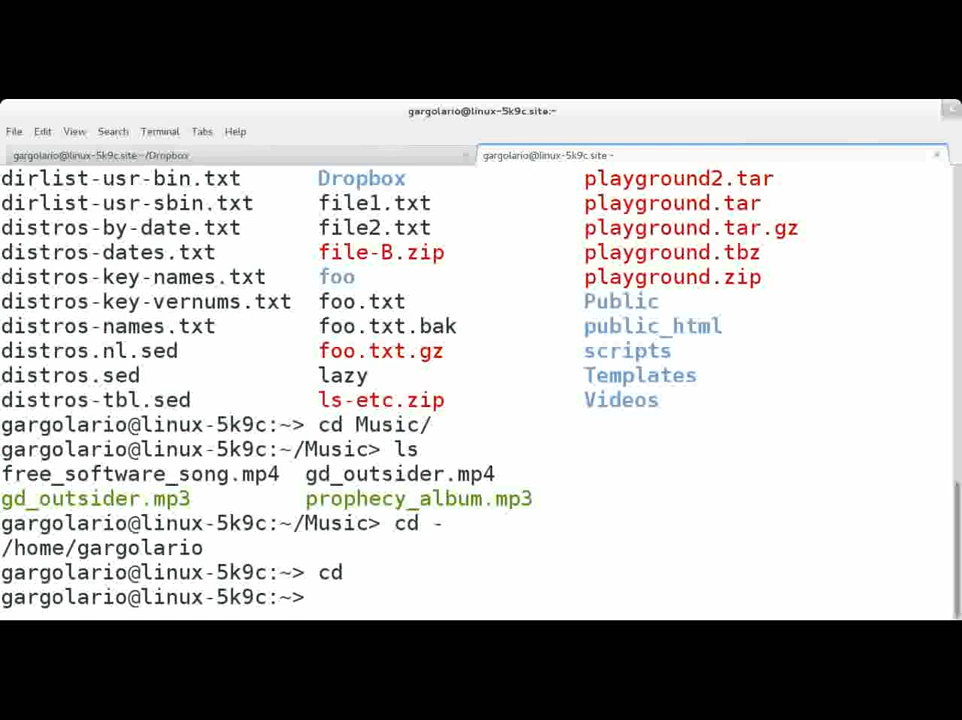 gargolario@linux-5k9c.site:~
File Edit View Search Terminal Tabs Help
gargolario@linux-5k9c.site:~/Dropbox gargolario@linux-5k9c.site:~
dirlist-usr-bin.txt Dropbox playground2.tar
dirlist-usr-sbin.txt file1.txt playground.tar
distros-by-date.txt file2.txt playground.tar.gz
distros-dates.txt file-B.zip playground.tbz
distros-key-names.txt foo playground.zip
distros-key-vernums.txt foo.txt Public
distros-names.txt foo.txt.bak public_html
distros.nl.sed foo.txt.gz scripts
distros.sed lazy Templates
distros-tbl.sed ls-etc.zip Videos
gargolario@linux-5k9c:~> cd Music/
gargolario@linux-5k9c:~/Music> ls
free_software_song.mp4 gd_outsider.mp4
gd_outsider.mp3 prophecy_album.mp3
gargolario@linux-5k9c:~/Music> cd -
/home/gargolario
gargolario@linux-5k9c:~> cd
gargolario@linux-5k9c:~>